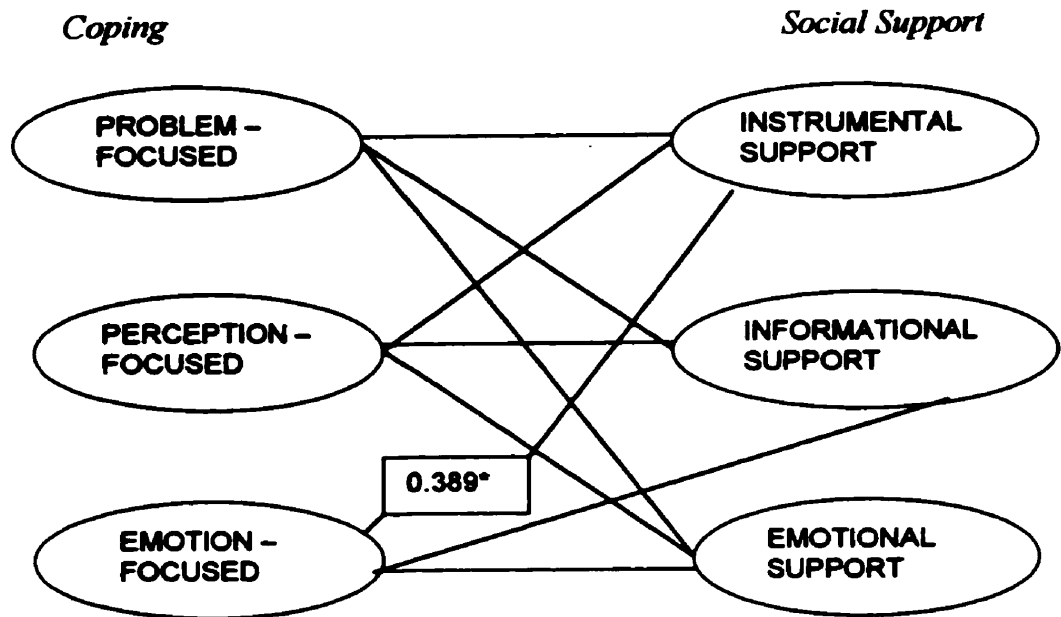 Coping
Social Support
PROBLEM –
FOCUSED
INSTRUMENTAL
SUPPORT
PERCEPTION –
FOCUSED
INFORMATIONAL
SUPPORT
0.389*
EMOTION –
FOCUSED
EMOTIONAL
SUPPORT